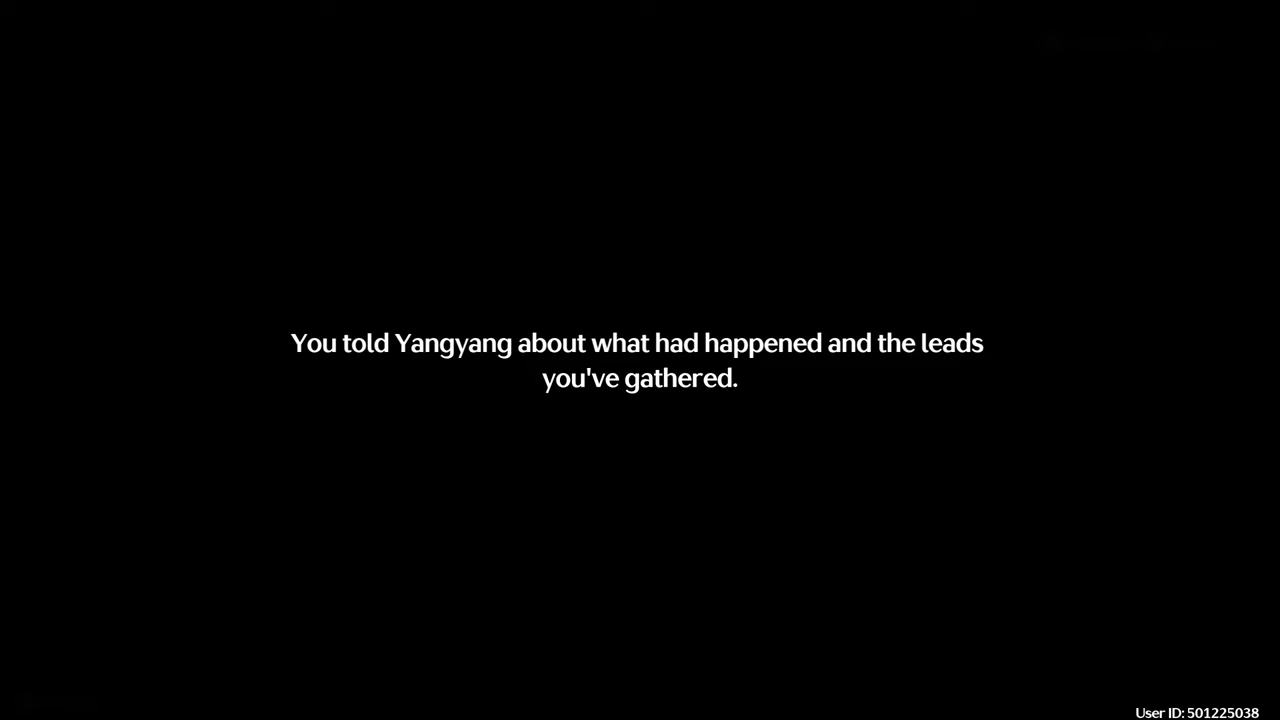 You told Yangyang about what had happened and the leads
you've gathered.
User ID: 501225038